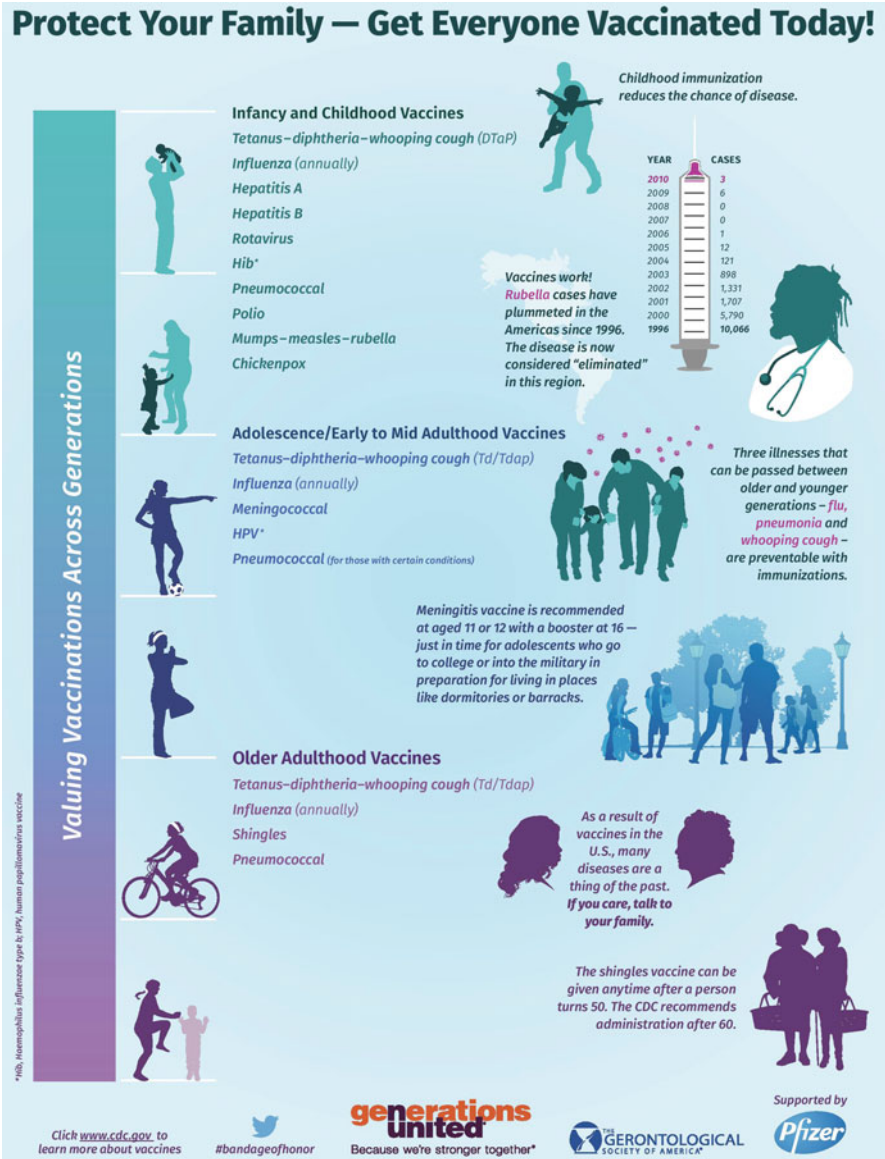 Protect Your Family — Get Everyone Vaccinated Today!
Valuing Vaccinations Across Generations
*Hib, Haemophilus influenzae type b; HPV, human papillomavirus vaccine
Infancy and Childhood Vaccines
Tetanus–diphtheria–whooping cough (DTaP)
Influenza (annually)
Hepatitis A
Hepatitis B
Rotavirus
Hib*
Pneumococcal
Polio
Mumps–measles–rubella
Chickenpox
Childhood immunization
reduces the chance of disease.
YEAR CASES
2010 3
2009 6
2008 0
2007 0
2006 1
2005 12
2004 121
2003 898
2002 1,331
2001 1,707
2000 5,790
1996 10,066
Vaccines work!
Rubella cases have
plummeted in the
Americas since 1996.
The disease is now
considered “eliminated”
in this region.
Adolescence/Early to Mid Adulthood Vaccines
Tetanus–diphtheria–whooping cough (Td/Tdap)
Influenza (annually)
Meningococcal
HPV*
Pneumococcal (for those with certain conditions)
Three illnesses that
can be passed between
older and younger
generations – flu,
pneumonia and
whooping cough –
are preventable with
immunizations.
Meningitis vaccine is recommended
at aged 11 or 12 with a booster at 16 —
just in time for adolescents who go
to college or into the military in
preparation for living in places
like dormitories or barracks.
Older Adulthood Vaccines
Tetanus–diphtheria–whooping cough (Td/Tdap)
Influenza (annually)
Shingles
Pneumococcal
As a result of
vaccines in the
U.S., many
diseases are a
thing of the past.
If you care, talk to
your family.
The shingles vaccine can be
given anytime after a person
turns 50. The CDC recommends
administration after 60.
Click www.cdc.gov to
learn more about vaccines
#bandageofhonor
generations
united
Because we're stronger together®
THE
GERONTOLOGICAL
SOCIETY OF AMERICA®
Supported by
Pfizer